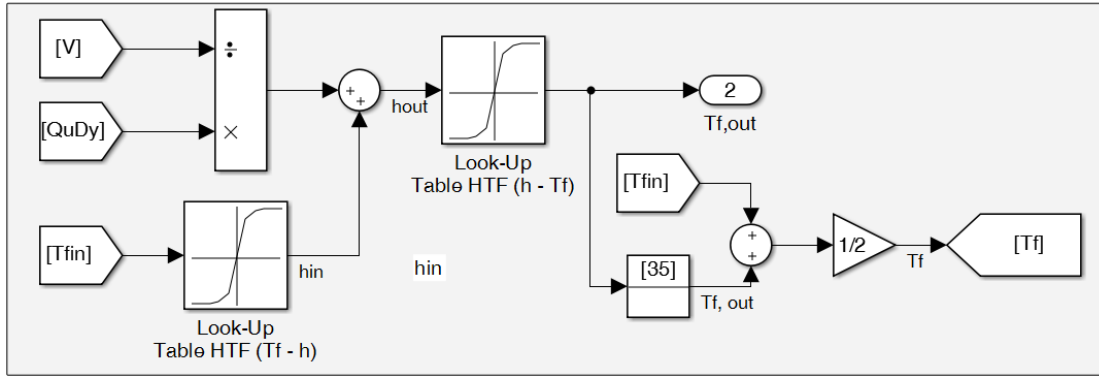 [V]
÷
[QuDy]
×
+
+
hout
Look-Up
Table HTF (h - Tf)
2
Tf,out
[Tfin]
+
+
1/2
Tf
[Tf]
[35]
Tf, out
[Tfin]
hin
hin
Look-Up
Table HTF (Tf - h)